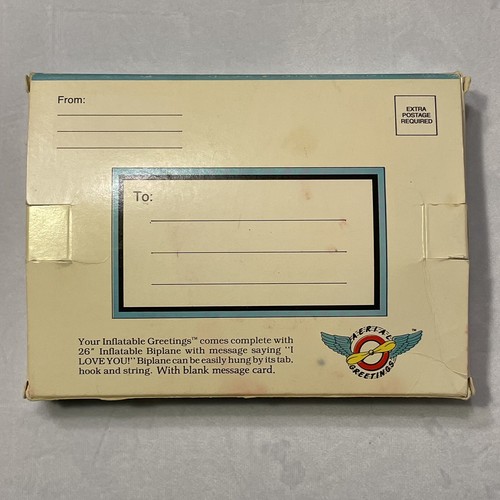 From:
EXTRA
POSTAGE
REQUIRED
To:
Your Inflatable Greetings™ comes complete with
26" Inflatable Biplane with message saying "I
LOVE YOU!" Biplane can be easily hung by its tab,
hook and string. With blank message card.
AERIAL
GREETINGS
™